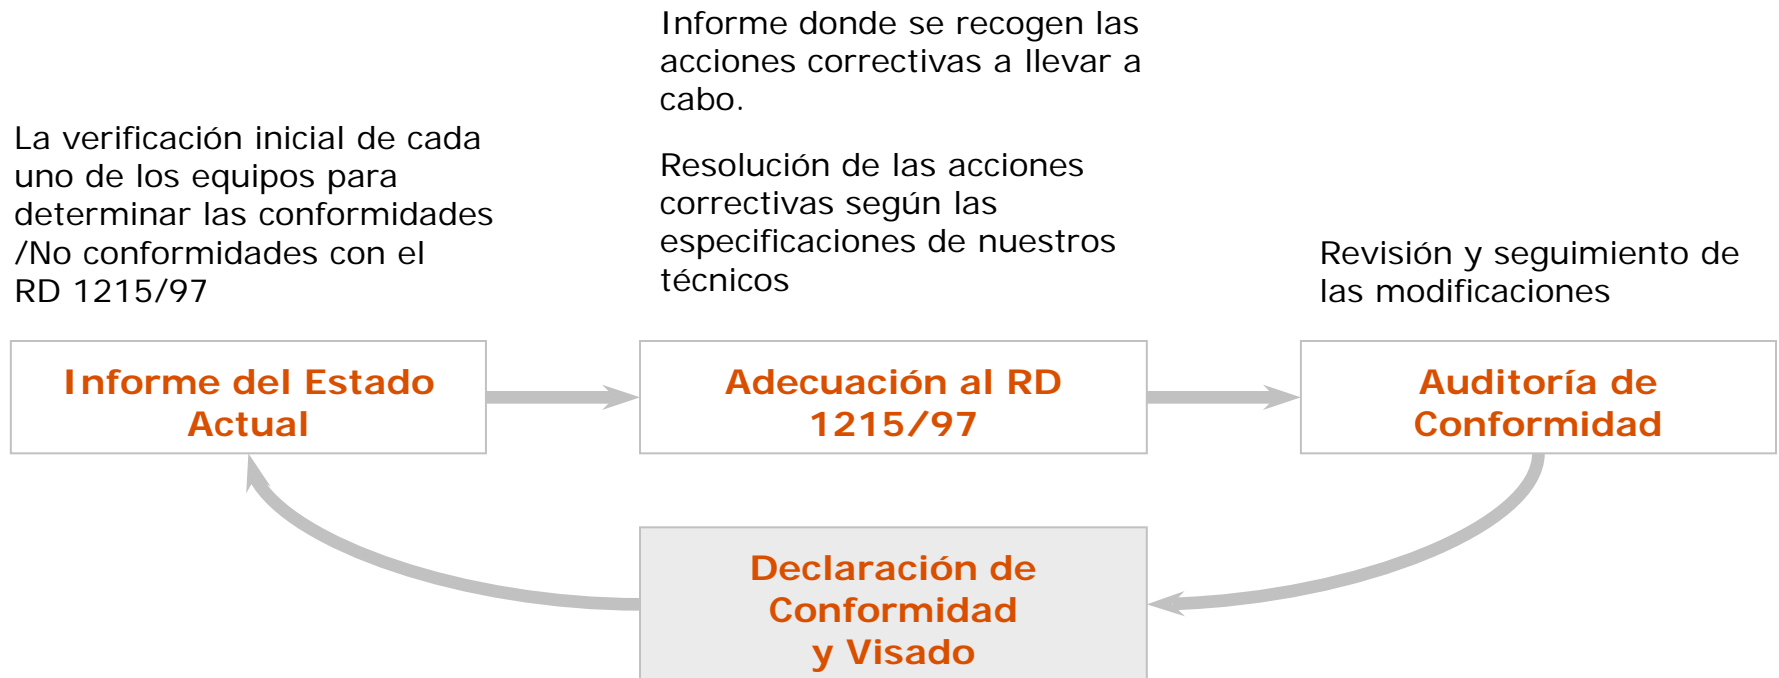 La verificación inicial de cada
uno de los equipos para
determinar las conformidades
/No conformidades con el
RD 1215/97
Informe donde se recogen las
acciones correctivas a llevar a
cabo.
Resolución de las acciones
correctivas según las
especificaciones de nuestros
técnicos
Revisión y seguimiento de
las modificaciones
Informe del Estado
Actual
Adecuación al RD
1215/97
Auditoría de
Conformidad
Declaración de
Conformidad
y Visado